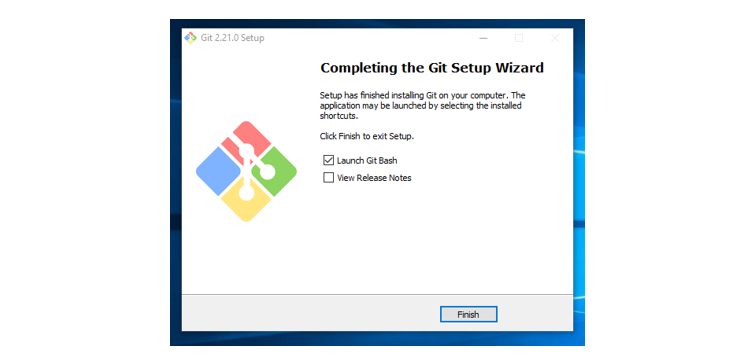 Git 2.21.0 Setup
Completing the Git Setup Wizard
Setup has finished installing Git on your computer. The
application may be launched by selecting the installed
shortcuts.
Click Finish to exit Setup.
Launch Git Bash
View Release Notes
Finish